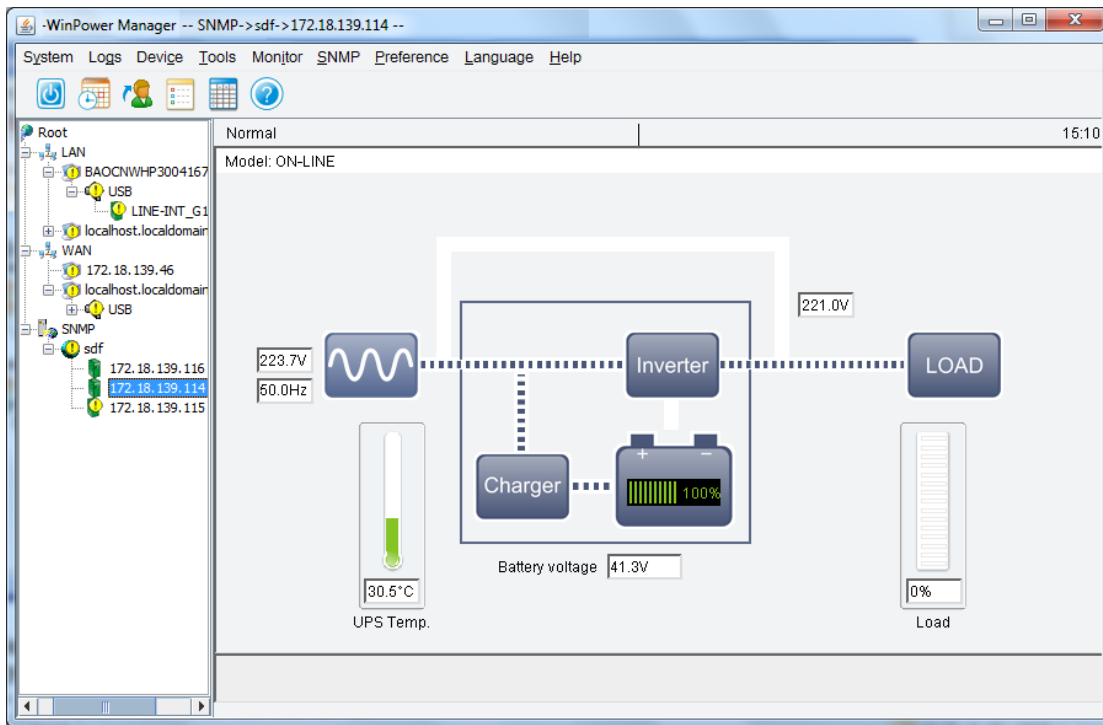 -WinPower Manager -- SNMP->sdf->172.18.139.114 --
System Logs Device Tools Monitor SNMP Preference Language Help
Root
LAN
BAOCNWHP3004167
USB
LINE-INT_G1
localhost.localdomain
WAN
172.18.139.46
localhost.localdomain
USB
SNMP
sdf
172.18.139.116
172.18.139.114
172.18.139.115
Normal 15:10
Model: ON-LINE
221.0V
223.7V
50.0Hz
Inverter
LOAD
Charger
+ −
100%
Battery voltage 41.3V
30.5°C
UPS Temp.
0%
Load